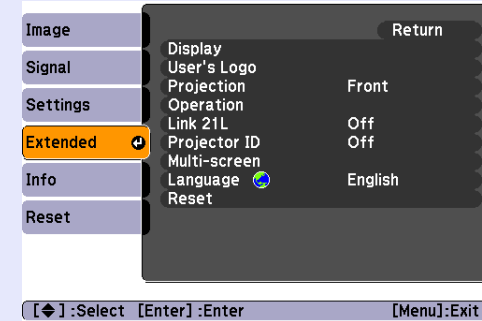 Image
Signal
Settings
Extended
Info
Reset
Return
Display
User's Logo
Projection Front
Operation
Link 21L Off
Projector ID Off
Multi-screen
Language English
Reset
[◆] :Select [Enter] :Enter [Menu]:Exit